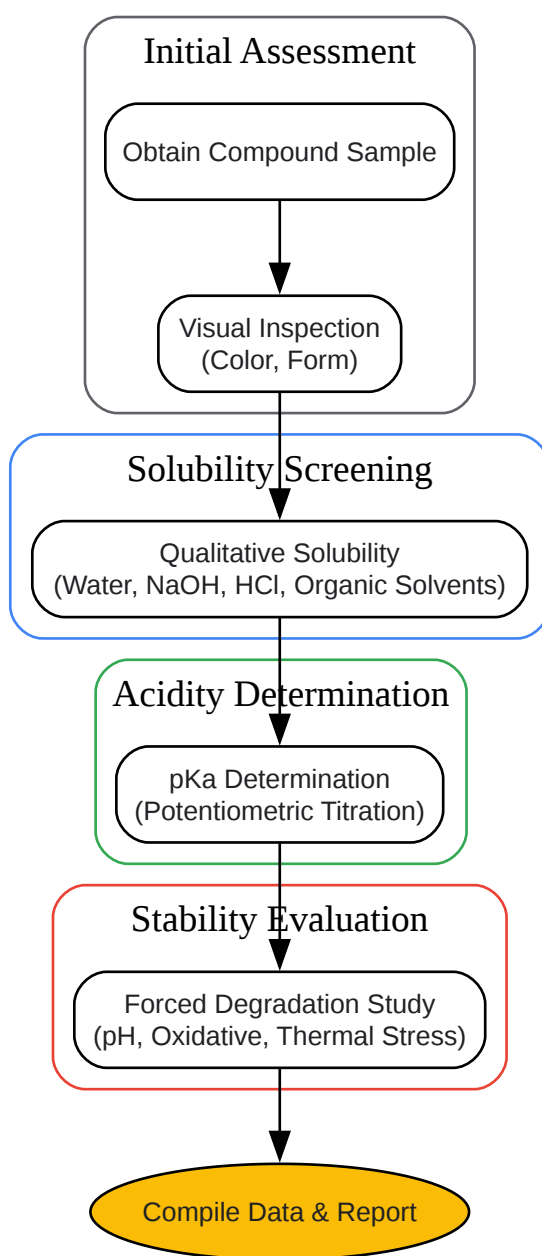 Initial Assessment
Obtain Compound Sample
Visual Inspection
(Color, Form)
Solubility Screening
Qualitative Solubility
(Water, NaOH, HCl, Organic Solvents)
Acidity Determination
pKa Determination
(Potentiometric Titration)
Stability Evaluation
Forced Degradation Study
(pH, Oxidative, Thermal Stress)
Compile Data & Report